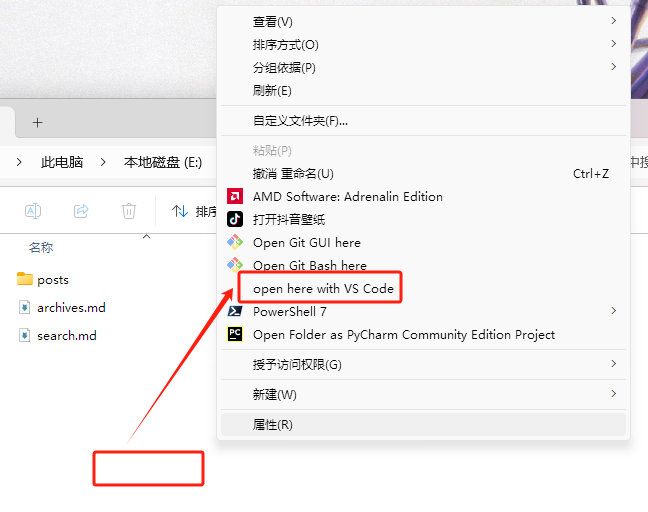 查看(V)
排序方式(O)
分组依据(P)
刷新(E)
自定义文件夹(F)...
粘贴(P)
撤消 重命名(U) Ctrl+Z
AMD Software: Adrenalin Edition
打开抖音壁纸
Open Git GUI here
Open Git Bash here
open here with VS Code
PowerShell 7
Open Folder as PyCharm Community Edition Project
授予访问权限(G)
新建(W)
属性(R)
此电脑 本地磁盘 (E:)
中搜
排序
名称
posts
archives.md
search.md